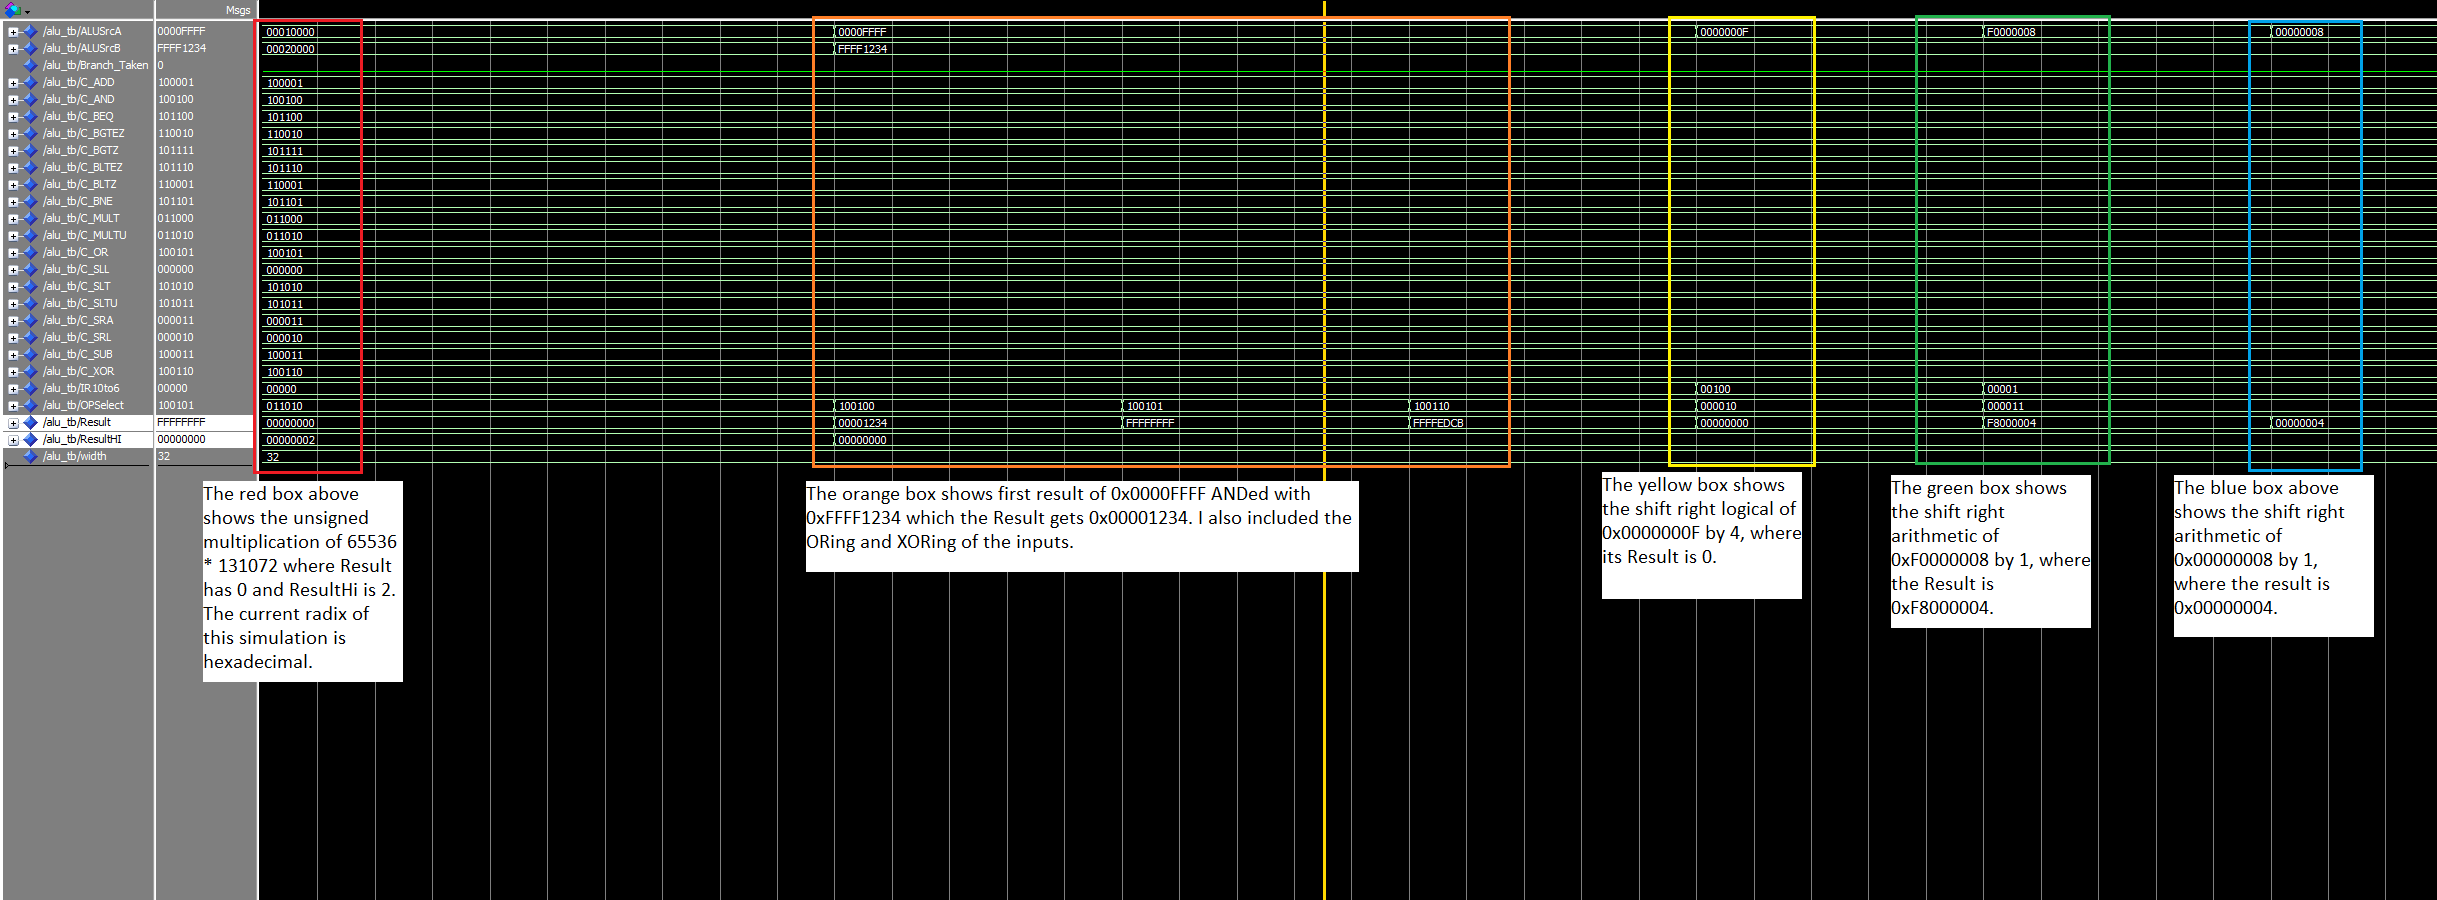 Msgs
/alu_tb/ALUSrcA 0000FFFF 00010000 0000FFFF 0000000F F0000008 00000008
/alu_tb/ALUSrcB FFFF1234 00020000 FFFF1234
/alu_tb/Branch_Taken 0
/alu_tb/C_ADD 100001 100001
/alu_tb/C_AND 100100 100100
/alu_tb/C_BEQ 101100 101100
/alu_tb/C_BGTEZ 110010 110010
/alu_tb/C_BGTZ 101111 101111
/alu_tb/C_BLTEZ 101110 101110
/alu_tb/C_BLTZ 110001 110001
/alu_tb/C_BNE 101101 101101
/alu_tb/C_MULT 011000 011000
/alu_tb/C_MULTU 011010 011010
/alu_tb/C_OR 100101 100101
/alu_tb/C_SLL 000000 000000
/alu_tb/C_SLT 101010 101010
/alu_tb/C_SLTU 101011 101011
/alu_tb/C_SRA 000011 000011
/alu_tb/C_SRL 000010 000010
/alu_tb/C_SUB 100011 100011
/alu_tb/C_XOR 100110 100110
/alu_tb/IR10to6 00000 00000 00100 00001
/alu_tb/OPSelect 100101 011010 100100 100101 100110 000010 000011
/alu_tb/Result FFFFFFFF 00000000 00001234 FFFFFFFF FFFFEDCB 00000000 F8000004 00000004
/alu_tb/ResultHI 00000000 00000002 00000000
/alu_tb/width 32 32
The red box above
shows the unsigned
multiplication of 65536
* 131072 where Result
has 0 and ResultHi is 2.
The current radix of
this simulation is
hexadecimal.
The orange box shows first result of 0x0000FFFF ANDed with
0xFFFF1234 which the Result gets 0x00001234. I also included the
ORing and XORing of the inputs.
The yellow box shows
the shift right logical of
0x0000000F by 4, where
its Result is 0.
The green box shows
the shift right
arithmetic of
0xF0000008 by 1, where
the Result is
0xF8000004.
The blue box above
shows the shift right
arithmetic of
0x00000008 by 1,
where the result is
0x00000004.